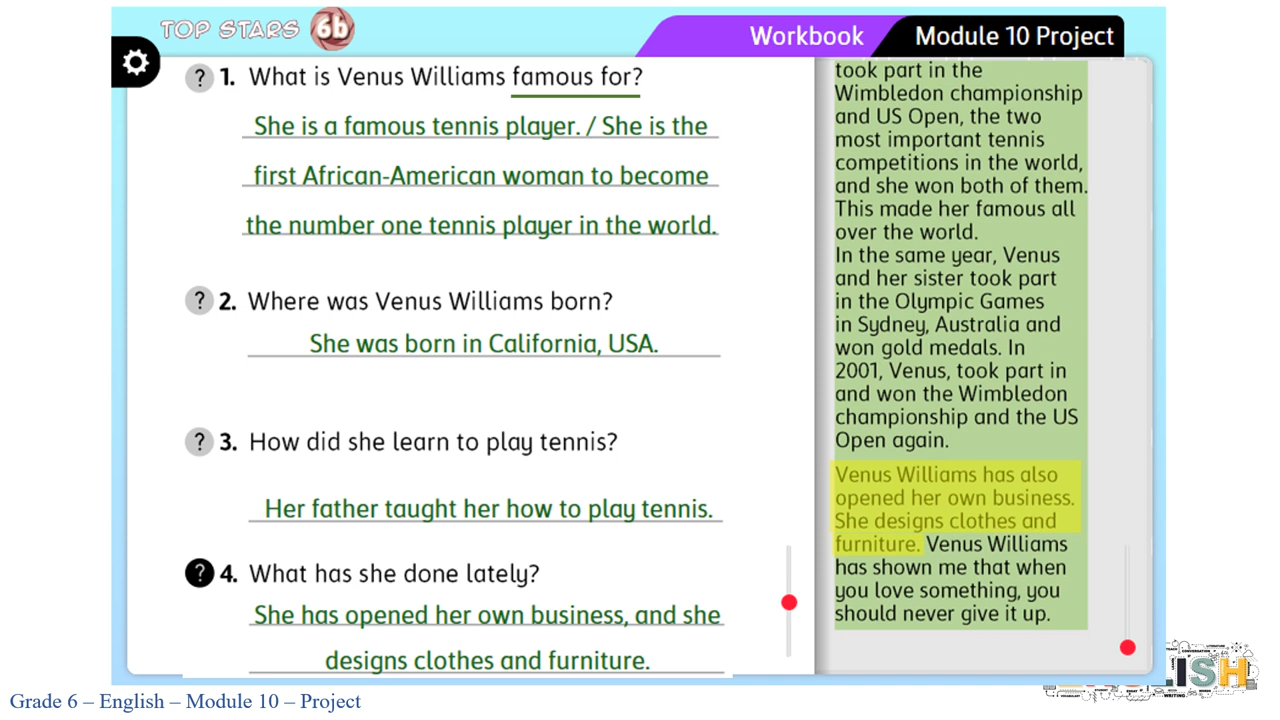 TOP STARS 6b
Workbook
Module 10 Project
? 1. What is Venus Williams famous for?
She is a famous tennis player. / She is the
first African-American woman to become
the number one tennis player in the world.
? 2. Where was Venus Williams born?
She was born in California, USA.
? 3. How did she learn to play tennis?
Her father taught her how to play tennis.
? 4. What has she done lately?
She has opened her own business, and she
designs clothes and furniture.
took part in the
Wimbledon championship
and US Open, the two
most important tennis
competitions in the world,
and she won both of them.
This made her famous all
over the world.
In the same year, Venus
and her sister took part
in the Olympic Games
in Sydney, Australia and
won gold medals. In
2001, Venus, took part in
and won the Wimbledon
championship and the US
Open again.
Venus Williams has also
opened her own business.
She designs clothes and
furniture. Venus Williams
has shown me that when
you love something, you
should never give it up.
Grade 6 – English – Module 10 – Project